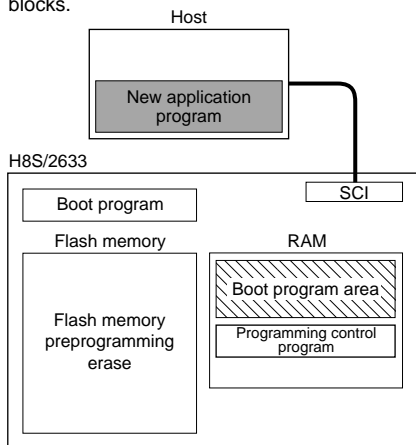 blocks.
Host
New application
program
H8S/2633
SCI
Boot program
Flash memory
RAM
Boot program area
Flash memory
preprogramming
erase
Programming control
program